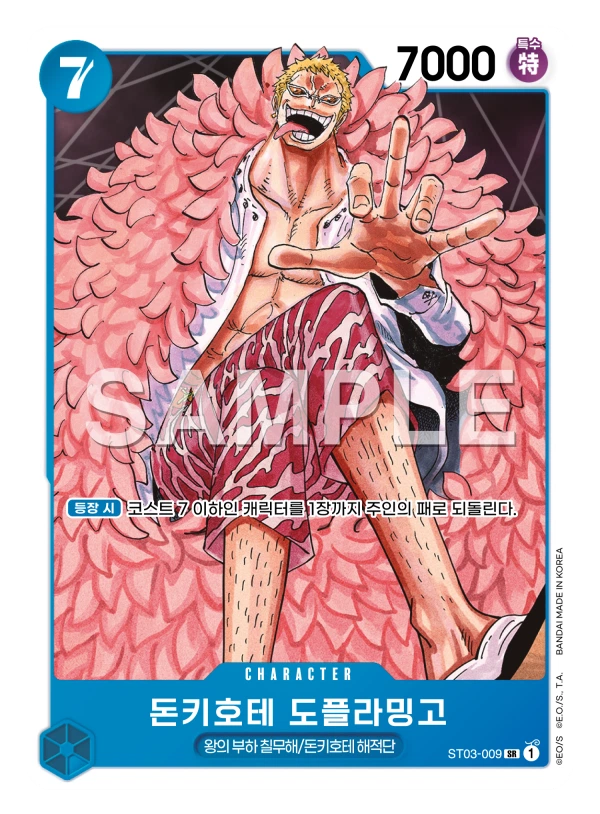 7
7000
특수
特
SAMPLE
등장 시 코스트 7 이하인 캐릭터를 1장까지 주인의 패로 되돌린다.
CHARACTER
돈키호테 도플라밍고
왕의 부하 칠무해/돈키호테 해적단
ST03-009 SR 1
©EO/S ©E.O./S., T.A. BANDAI MADE IN KOREA